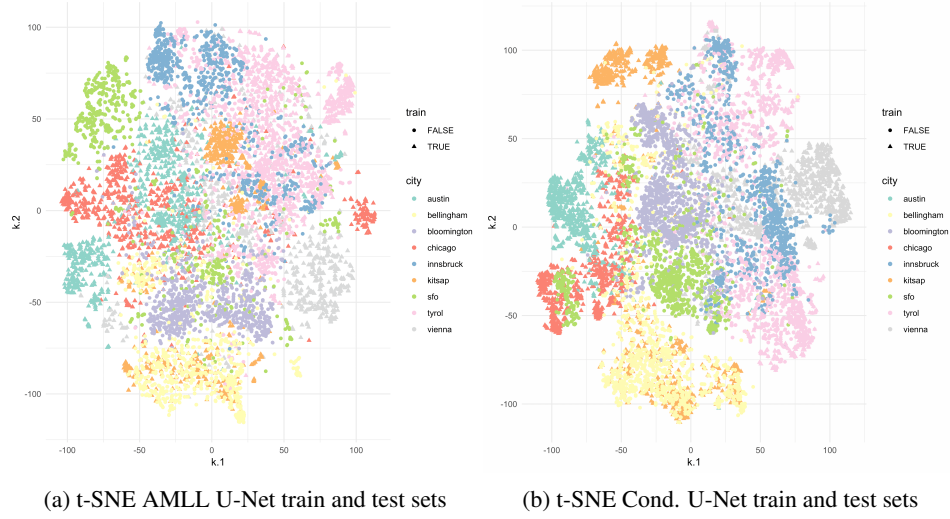 100
50
0
-50
-100
k.2
-100
-50
0
50
100
k.1
train
FALSE
TRUE
city
austin
bellingham
bloomington
chicago
innsbruck
kitsap
sfo
tyrol
vienna
100
50
0
-50
-100
k.2
-100
-50
0
50
100
k.1
train
FALSE
TRUE
city
austin
bellingham
bloomington
chicago
innsbruck
kitsap
sfo
tyrol
vienna
(a) t-SNE AMLL U-Net train and test sets
(b) t-SNE Cond. U-Net train and test sets